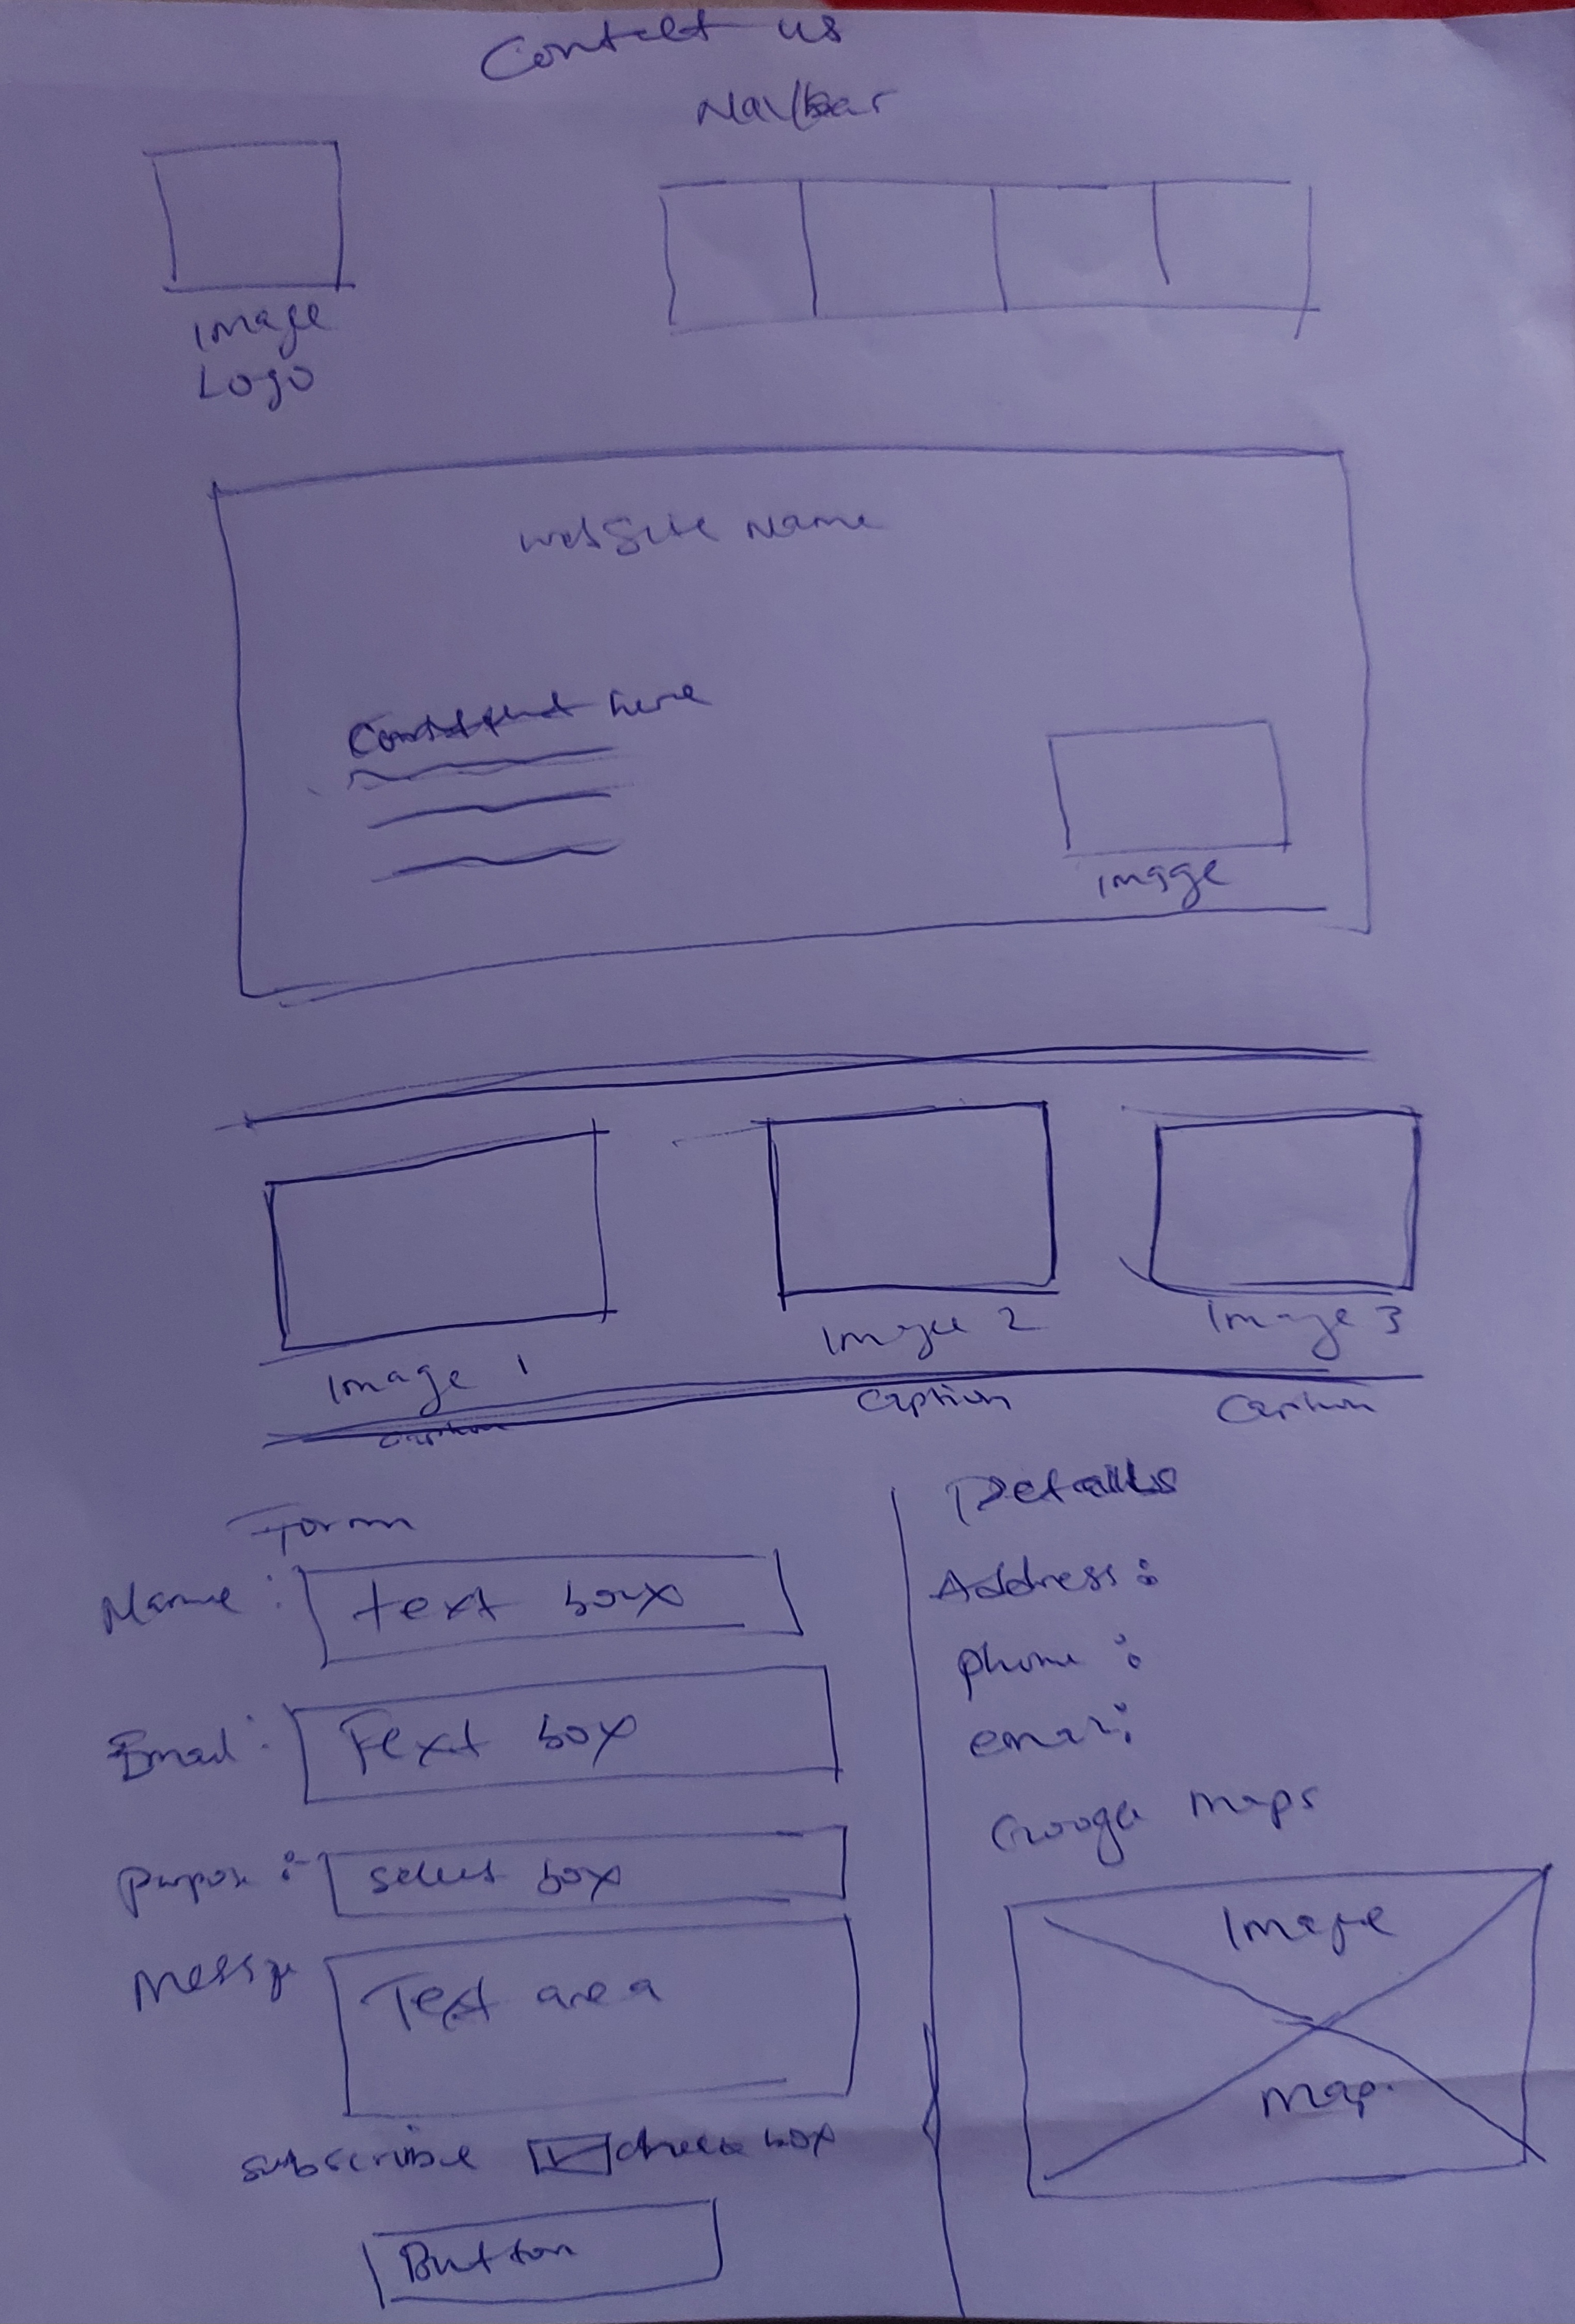 Contact us
Navbar
Image
Logo
Website Name
here
Image
Image 1
Image 2
Image 3
Caption
Caption
Caption
Form
Name :
Text box
Email :
Text box
purpose :
select box
Message
Text area
subscribe
check box
Button
Details
Address :
phone :
email :
Google maps
Image
map